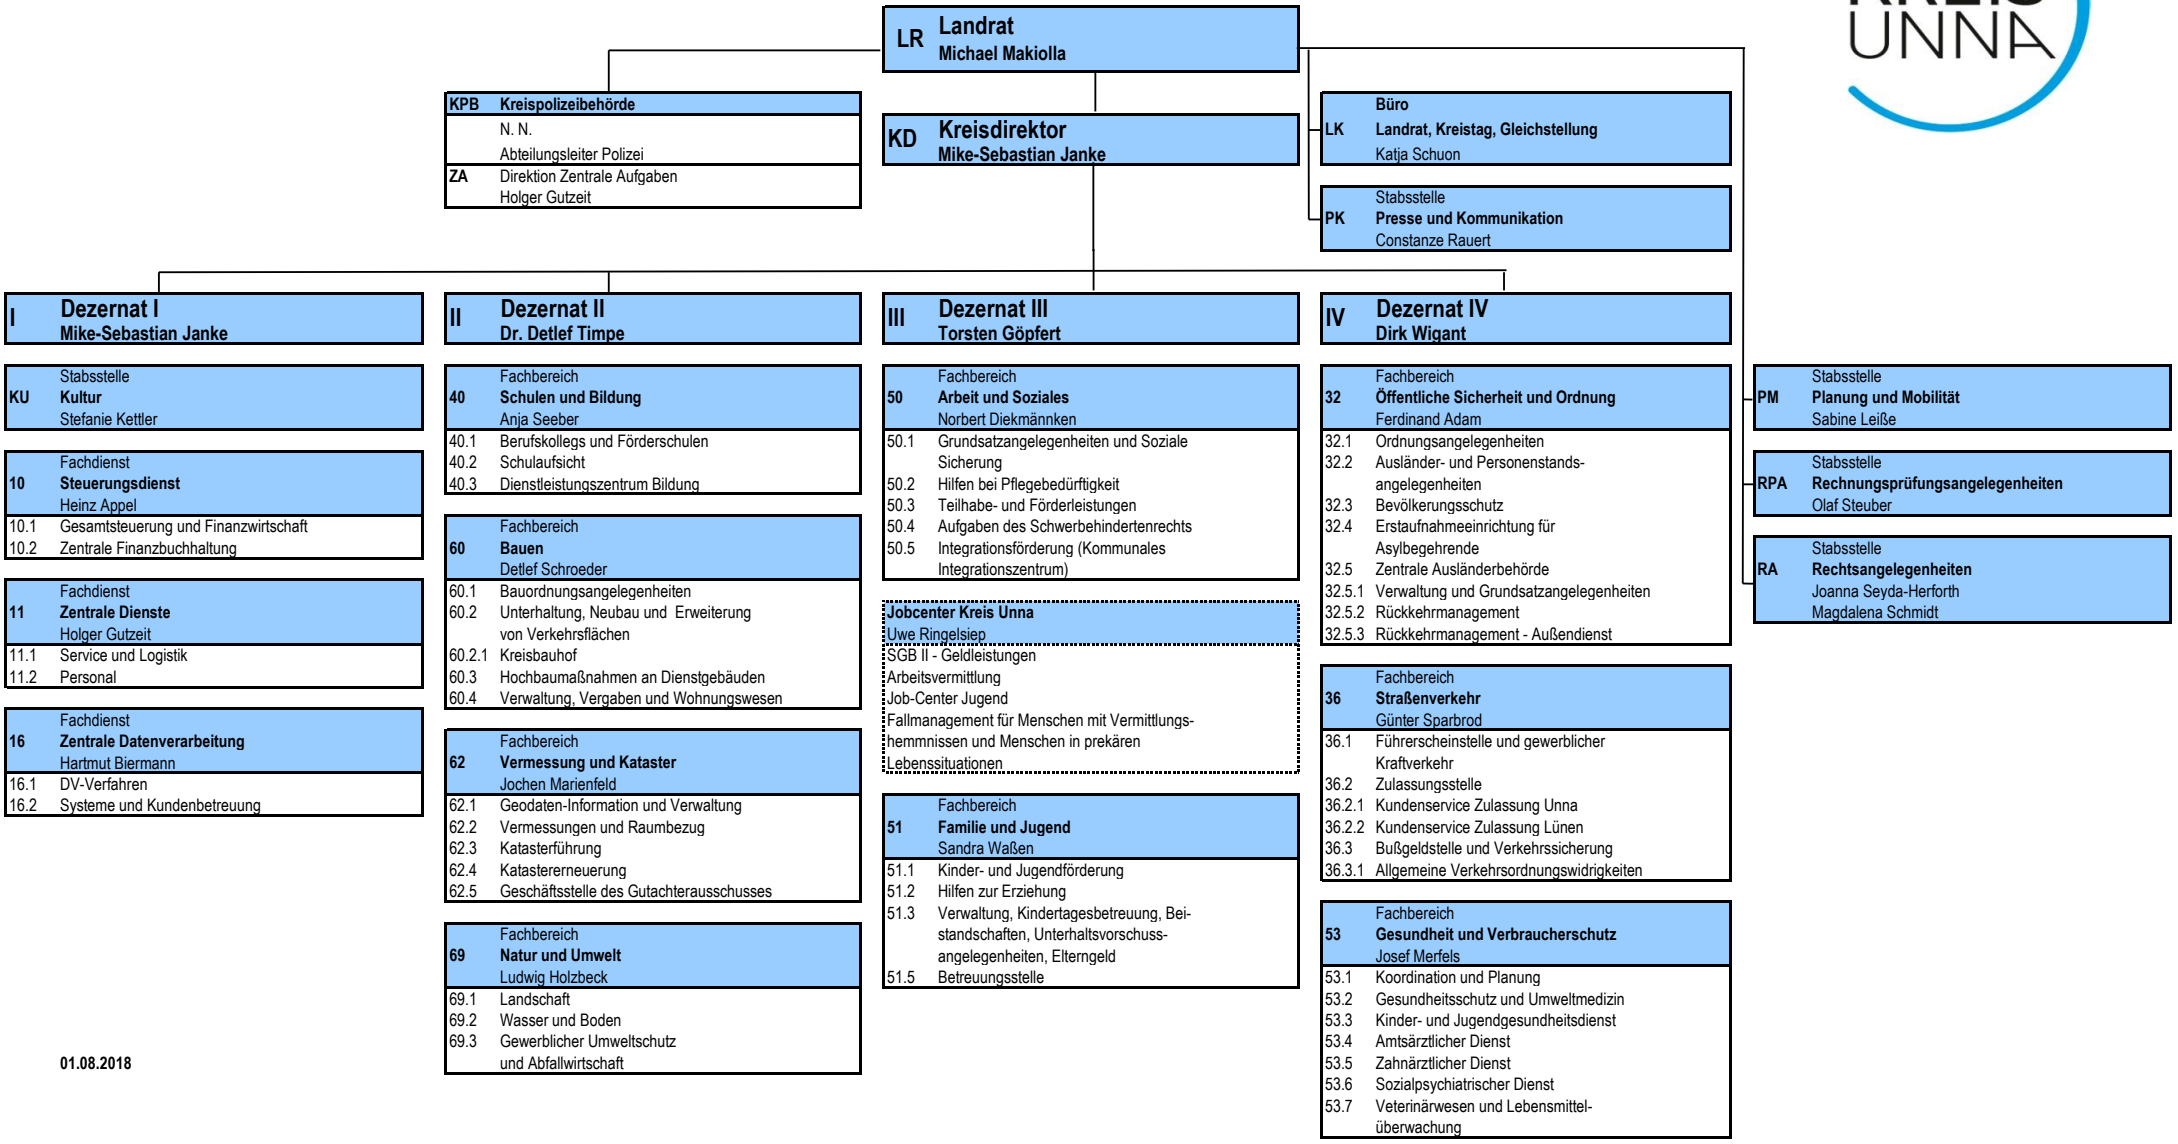 LR Landrat
Michael Makiolla
KREIS
UNNA
KPB Kreispolizeibehörde
N. N.
Abteilungsleiter Polizei
ZA Direktion Zentrale Aufgaben
Holger Gutzeit
KD Kreisdirektor
Mike-Sebastian Janke
Büro
LK Landrat, Kreistag, Gleichstellung
Katja Schuon
Stabsstelle
PK Presse und Kommunikation
Constanze Rauert
I Dezernat I
Mike-Sebastian Janke
Stabsstelle
KU Kultur
Stefanie Kettler
Fachdienst
10 Steuerungsdienst
Heinz Appel
10.1 Gesamtsteuerung und Finanzwirtschaft
10.2 Zentrale Finanzbuchhaltung
Fachdienst
11 Zentrale Dienste
Holger Gutzeit
11.1 Service und Logistik
11.2 Personal
Fachdienst
16 Zentrale Datenverarbeitung
Hartmut Biermann
16.1 DV-Verfahren
16.2 Systeme und Kundenbetreuung
II Dezernat II
Dr. Detlef Timpe
Fachbereich
40 Schulen und Bildung
Anja Seeber
40.1 Berufskollegs und Förderschulen
40.2 Schulaufsicht
40.3 Dienstleistungszentrum Bildung
Fachbereich
60 Bauen
Detlef Schroeder
60.1 Bauordnungsangelegenheiten
60.2 Unterhaltung, Neubau und Erweiterung
von Verkehrsflächen
60.2.1 Kreisbauhof
60.3 Hochbaumaßnahmen an Dienstgebäuden
60.4 Verwaltung, Vergaben und Wohnungswesen
Fachbereich
62 Vermessung und Kataster
Jochen Marienfeld
62.1 Geodaten-Information und Verwaltung
62.2 Vermessungen und Raumbezug
62.3 Katasterführung
62.4 Katastererneuerung
62.5 Geschäftsstelle des Gutachterausschusses
Fachbereich
69 Natur und Umwelt
Ludwig Holzbeck
69.1 Landschaft
69.2 Wasser und Boden
69.3 Gewerblicher Umweltschutz
und Abfallwirtschaft
III Dezernat III
Torsten Göpfert
Fachbereich
50 Arbeit und Soziales
Norbert Diekmännken
50.1 Grundsatzangelegenheiten und Soziale
Sicherung
50.2 Hilfen bei Pflegebedürftigkeit
50.3 Teilhabe- und Förderleistungen
50.4 Aufgaben des Schwerbehindertenrechts
50.5 Integrationsförderung (Kommunales
Integrationszentrum)
Jobcenter Kreis Unna
Uwe Ringelsiep
SGB II - Geldleistungen
Arbeitsvermittlung
Job-Center Jugend
Fallmanagement für Menschen mit Vermittlungs-
hemmnissen und Menschen in prekären
Lebenssituationen
Fachbereich
51 Familie und Jugend
Sandra Waßen
51.1 Kinder- und Jugendförderung
51.2 Hilfen zur Erziehung
51.3 Verwaltung, Kindertagesbetreuung, Bei-
standschaften, Unterhaltsvorschuss-
angelegenheiten, Elterngeld
51.5 Betreuungsstelle
IV Dezernat IV
Dirk Wigant
Fachbereich
32 Öffentliche Sicherheit und Ordnung
Ferdinand Adam
32.1 Ordnungsangelegenheiten
32.2 Ausländer- und Personenstands-
angelegenheiten
32.3 Bevölkerungsschutz
32.4 Erstaufnahmeeinrichtung für
Asylbegehrende
32.5 Zentrale Ausländerbehörde
32.5.1 Verwaltung und Grundsatzangelegenheiten
32.5.2 Rückkehrmanagement
32.5.3 Rückkehrmanagement - Außendienst
Fachbereich
36 Straßenverkehr
Günter Sparbrod
36.1 Führerscheinstelle und gewerblicher
Kraftverkehr
36.2 Zulassungsstelle
36.2.1 Kundenservice Zulassung Unna
36.2.2 Kundenservice Zulassung Lünen
36.3 Bußgeldstelle und Verkehrssicherung
36.3.1 Allgemeine Verkehrsordnungswidrigkeiten
Fachbereich
53 Gesundheit und Verbraucherschutz
Josef Merfels
53.1 Koordination und Planung
53.2 Gesundheitsschutz und Umweltmedizin
53.3 Kinder- und Jugendgesundheitsdienst
53.4 Amtsärztlicher Dienst
53.5 Zahnärztlicher Dienst
53.6 Sozialpsychiatrischer Dienst
53.7 Veterinärwesen und Lebensmittel-
überwachung
Stabsstelle
PM Planung und Mobilität
Sabine Leiße
Stabsstelle
RPA Rechnungsprüfungsangelegenheiten
Olaf Steuber
Stabsstelle
RA Rechtsangelegenheiten
Joanna Seyda-Herforth
Magdalena Schmidt
01.08.2018